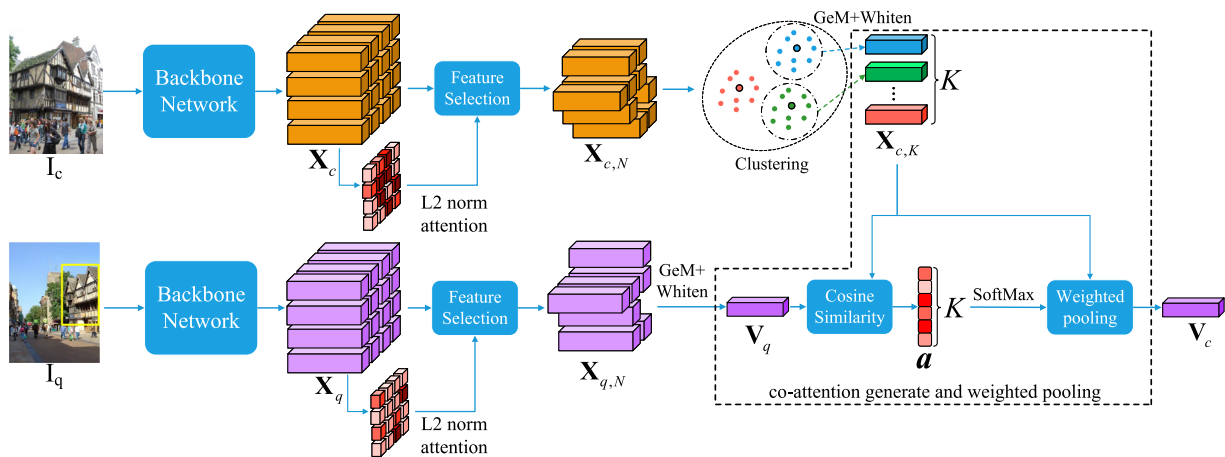 GeM+Whiten
Backbone
Network
Feature
Selection
K
⋮
I_c
X_c
X_{c,N}
Clustering
X_{c,K}
L2 norm
attention
Backbone
Network
Feature
Selection
GeM+
Whiten
Cosine
Similarity
K
SoftMax
Weighted
pooling
I_q
X_q
X_{q,N}
V_q
a
V_c
co-attention generate and weighted pooling
L2 norm
attention